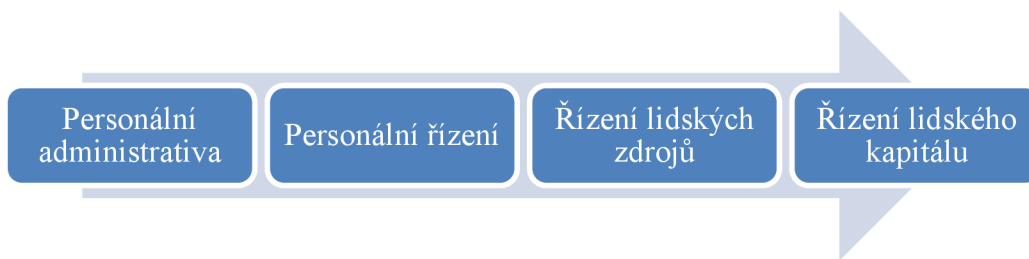 Personální
administrativa
Personální řízení
Řízení lidských
zdrojů
Řízení lidského
kapitálu